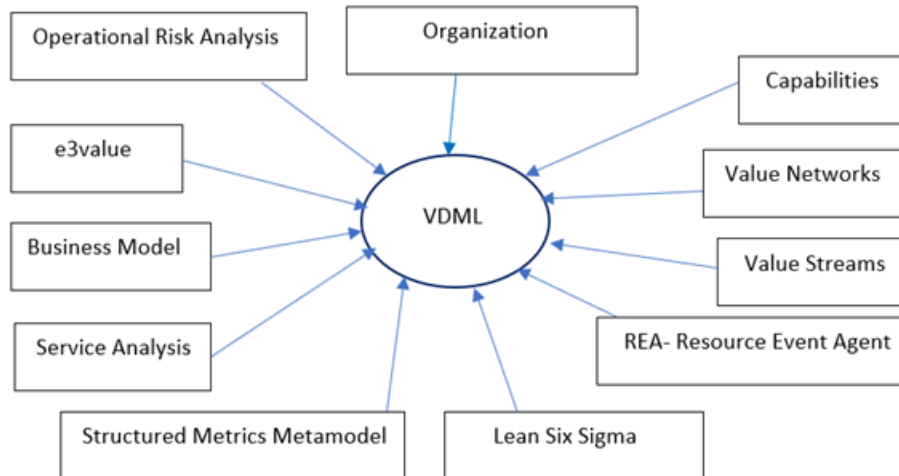 Operational Risk Analysis
Organization
Capabilities
e3value
Value Networks
VDML
Business Model
Value Streams
Service Analysis
REA- Resource Event Agent
Structured Metrics Metamodel
Lean Six Sigma